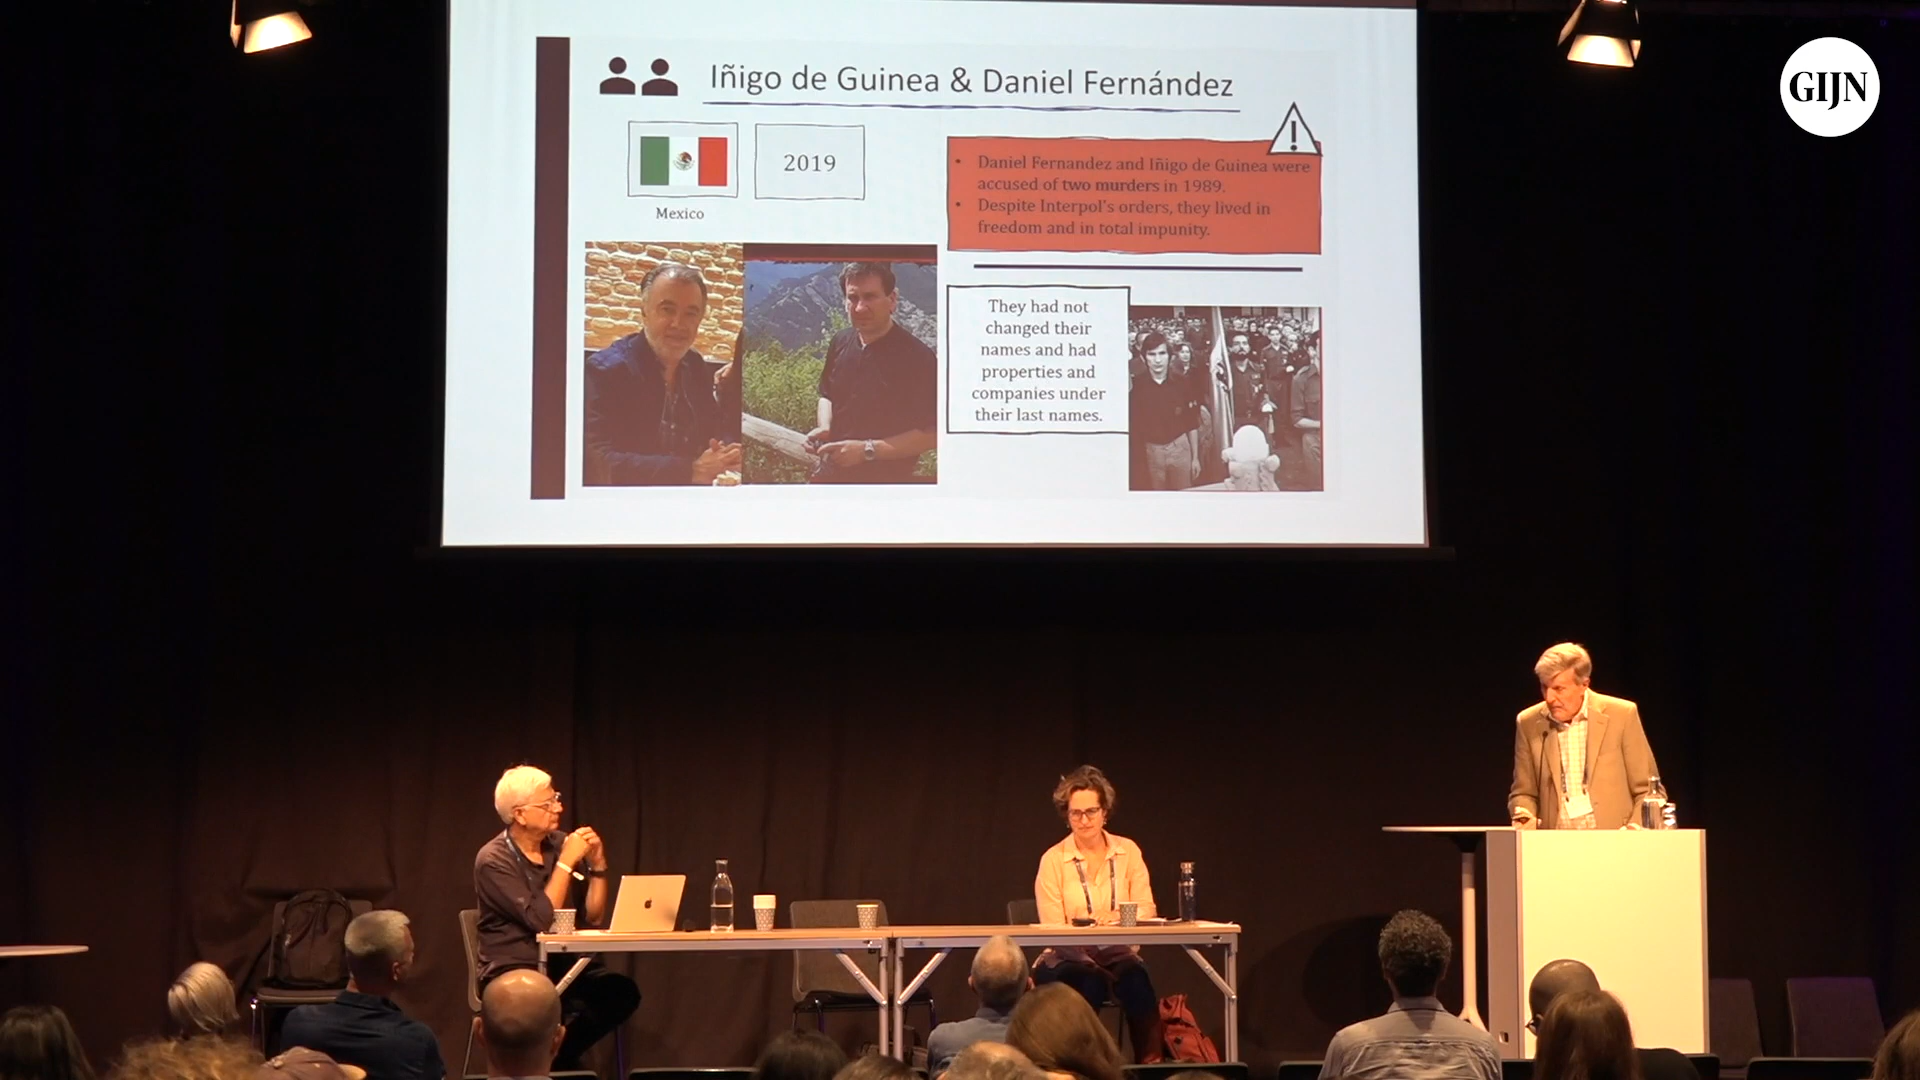 Iñigo de Guinea & Daniel Fernández
GIJN
2019
Mexico
• Daniel Fernandez and Iñigo de Guinea were
accused of two murders in 1989.
• Despite Interpol's orders, they lived in
freedom and in total impunity.
They had not
changed their
names and had
properties and
companies under
their last names.